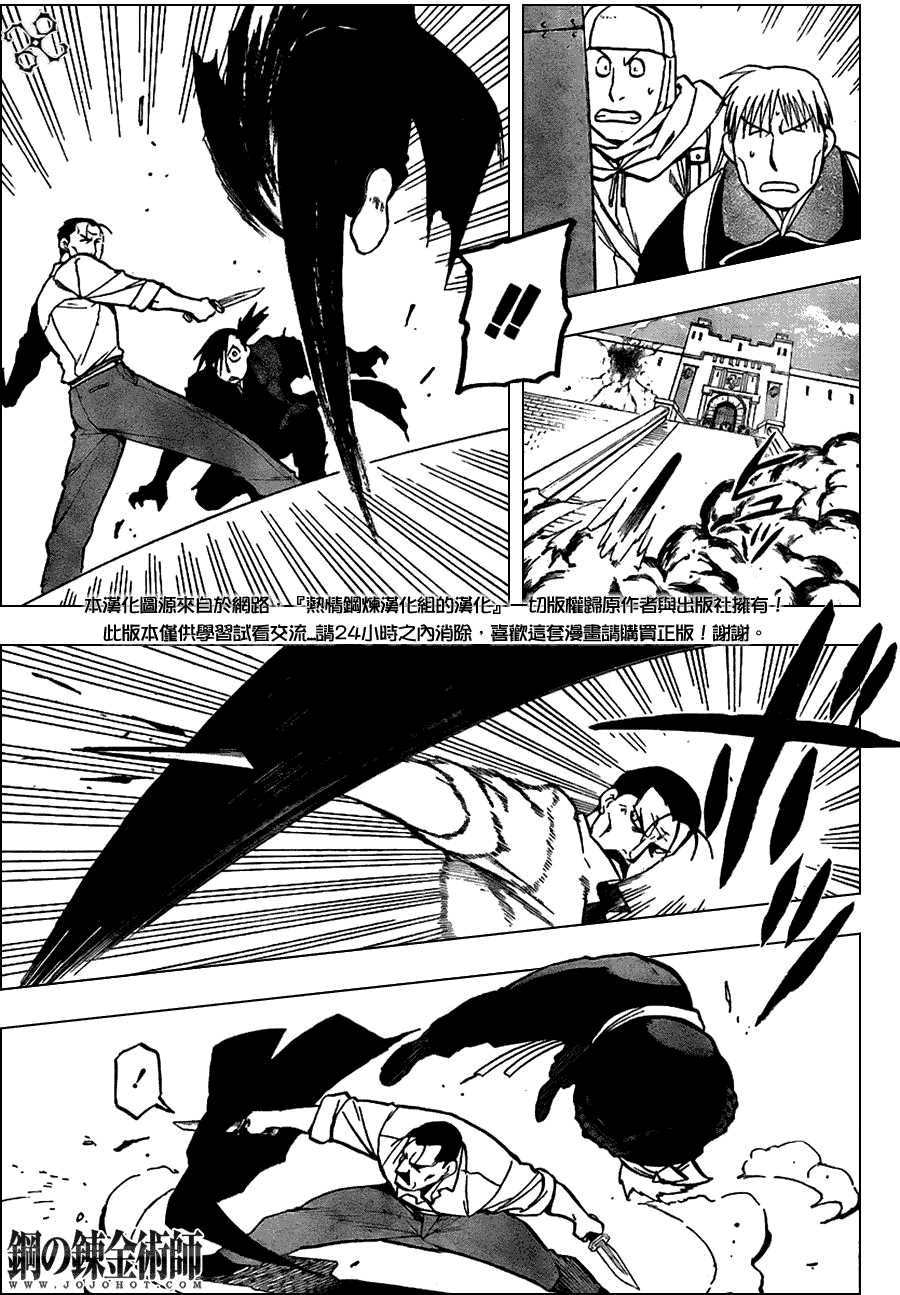 !!
本漢化圖源來自於網路，『熱情鋼煉漢化組的漢化』一切版權歸原作者與出版社擁有！
此版本僅供學習試看交流…請24小時之內消除，喜歡這套漫畫請購買正版！謝謝。
!
鋼の錬金術師
WWW.JOJOHOT.COM